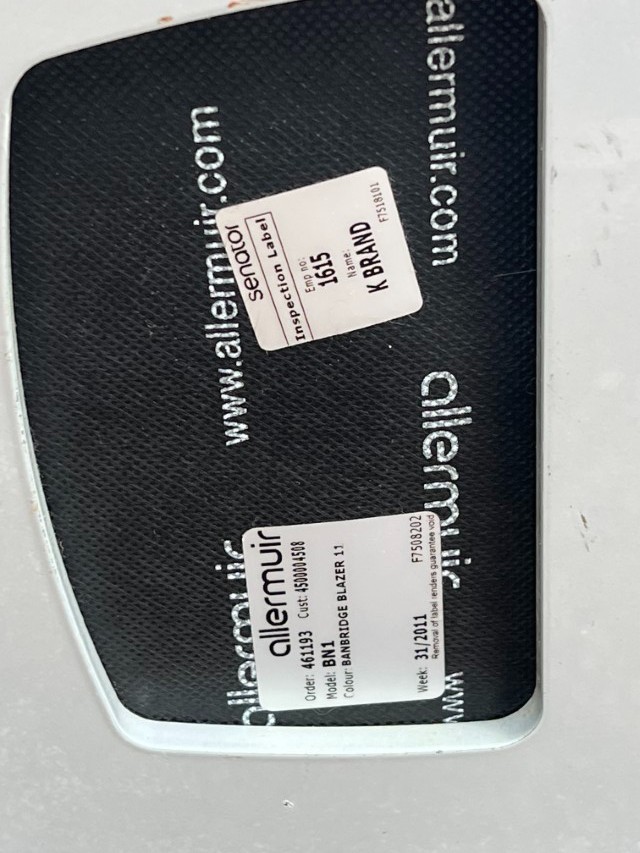 www.allermuir.com
allermuir.com
senator
Inspection Label
Emp no:
1615
Name:
K BRAND
F7518101
allermuir
allermuir
www
allermuir
Order: 461193 Cust: 4500004508
Model: BN1
Colour: BANBRIDGE BLAZER 11
Week: 31/2011 F7508202
Removal of label renders guarantee void